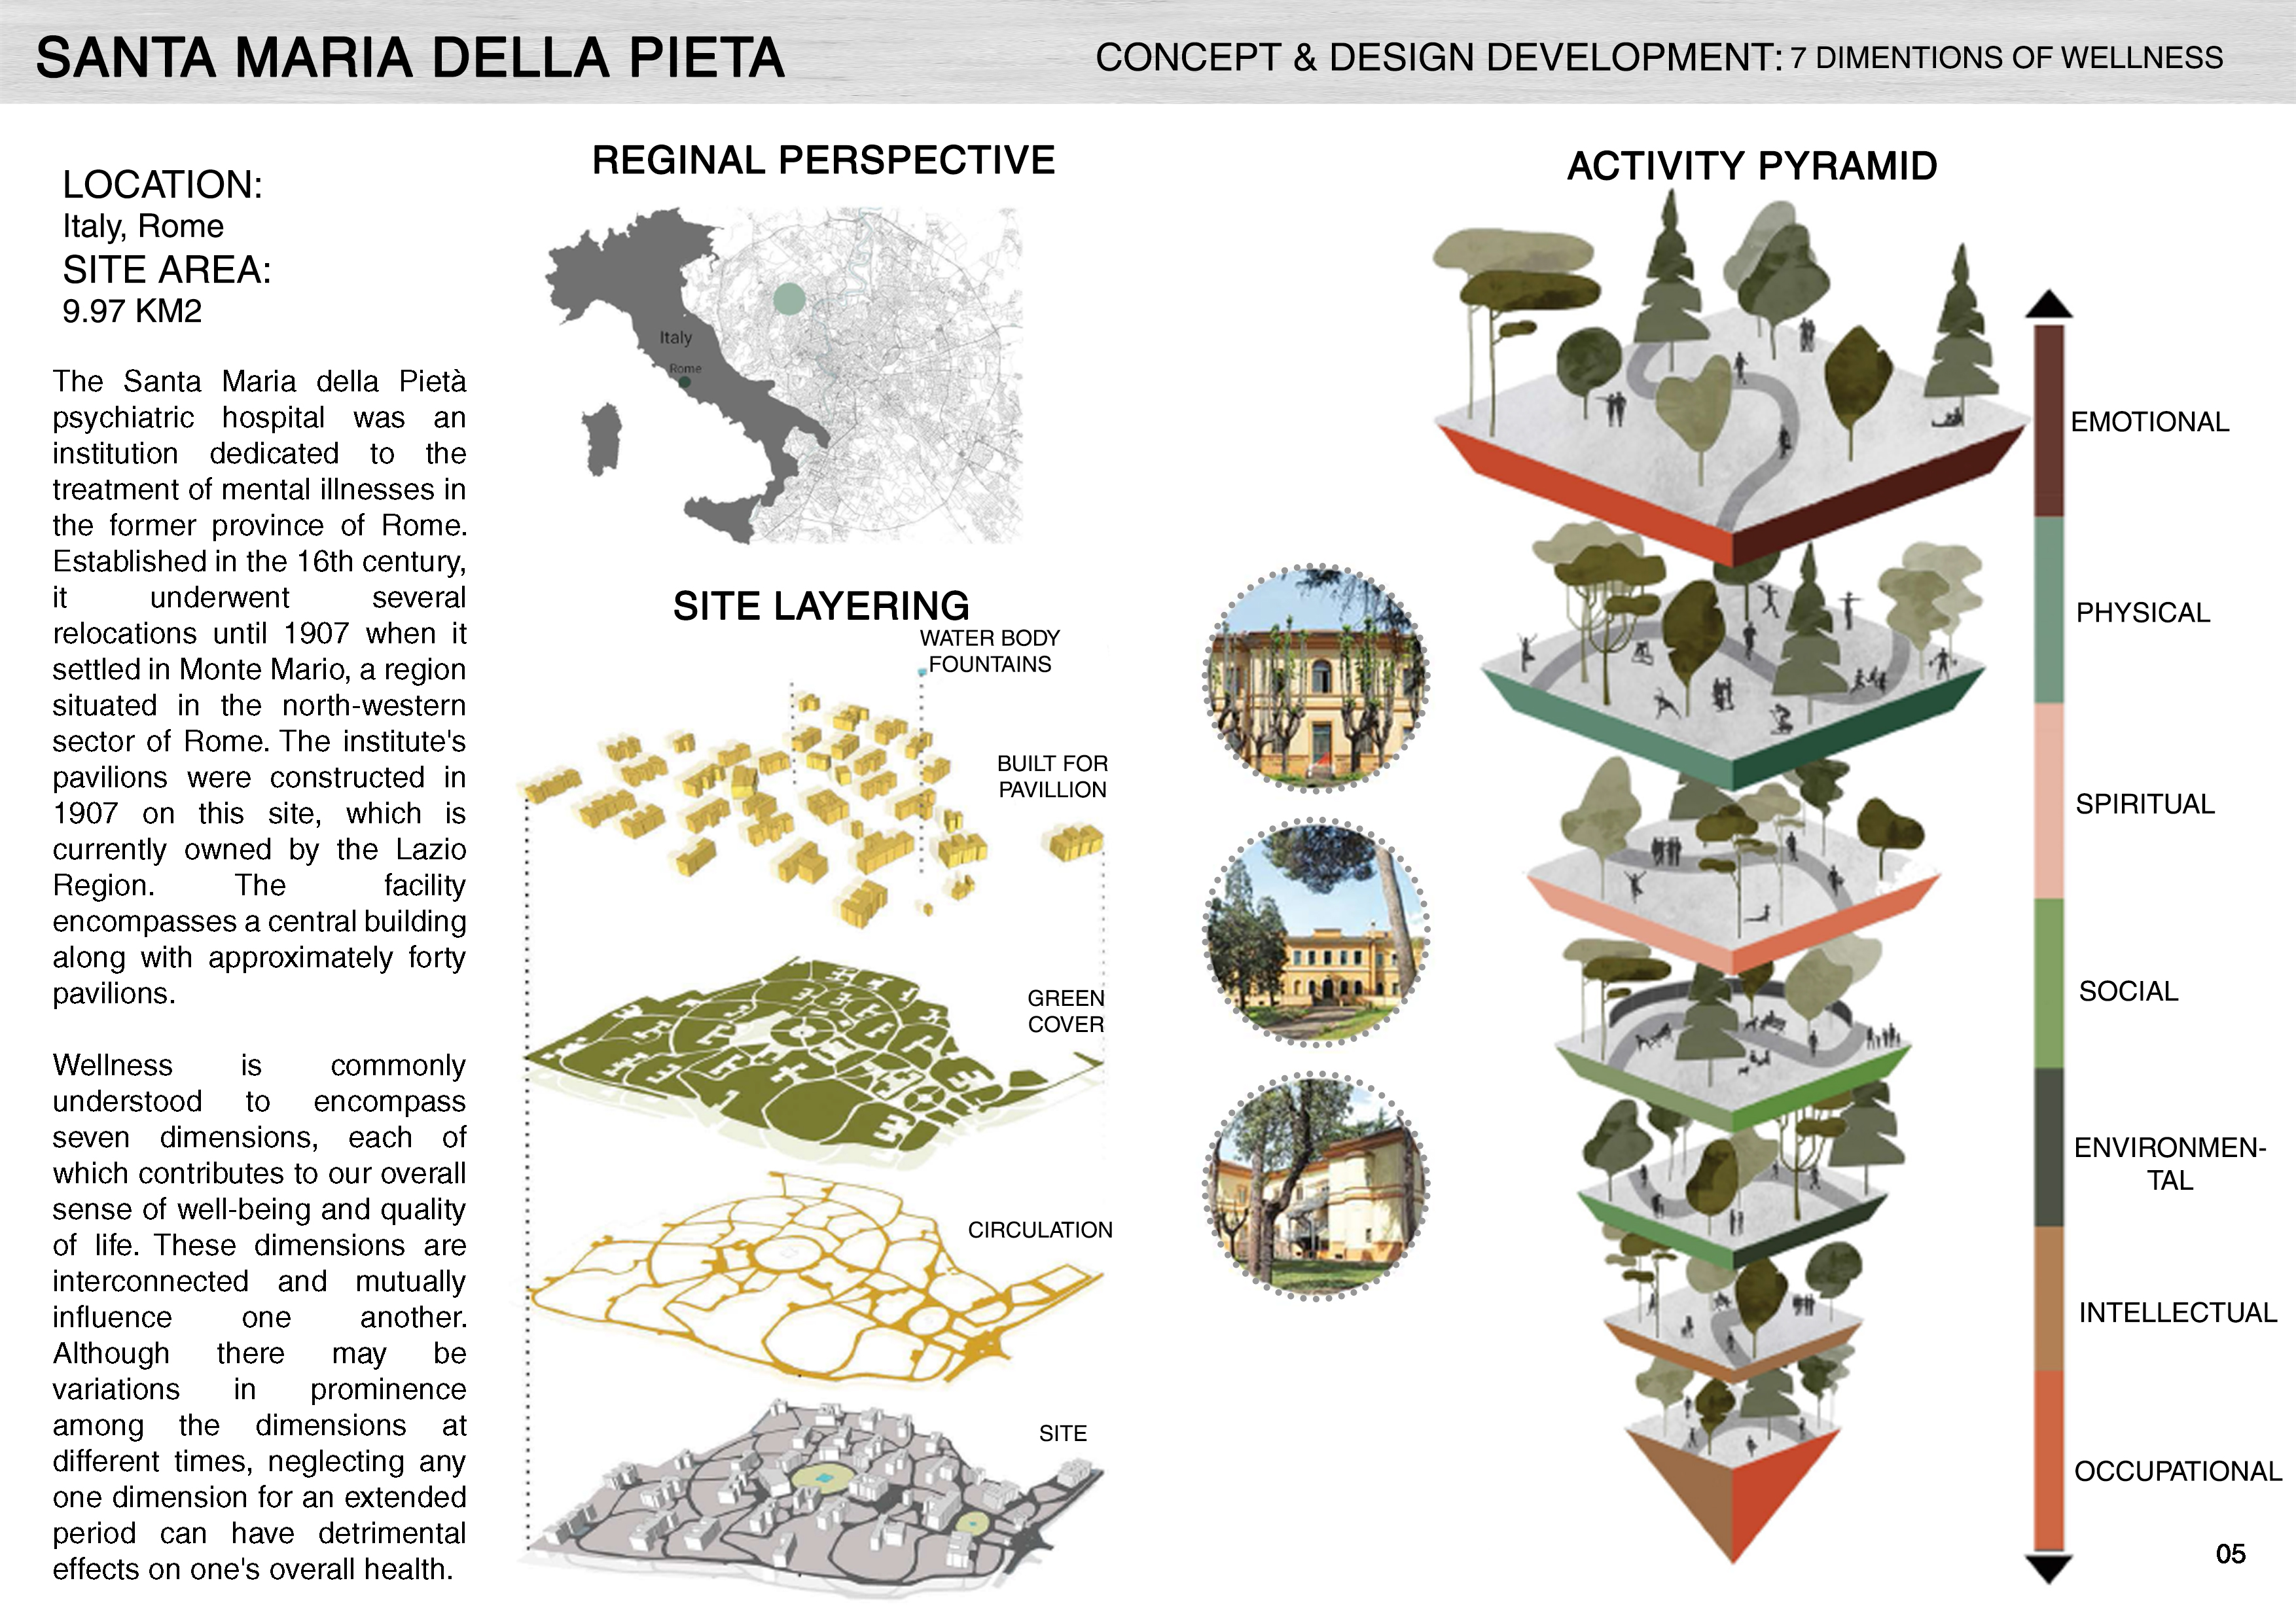 SANTA MARIA DELLA PIETA
CONCEPT & DESIGN DEVELOPMENT: 7 DIMENTIONS OF WELLNESS
LOCATION:
Italy, Rome
SITE AREA:
9.97 KM2
The Santa Maria della Pietà
psychiatric hospital was an
institution dedicated to the
treatment of mental illnesses in
the former province of Rome.
Established in the 16th century,
it underwent several
relocations until 1907 when it
settled in Monte Mario, a region
situated in the north-western
sector of Rome. The institute's
pavilions were constructed in
1907 on this site, which is
currently owned by the Lazio
Region. The facility
encompasses a central building
along with approximately forty
pavilions.
Wellness is commonly
understood to encompass
seven dimensions, each of
which contributes to our overall
sense of well-being and quality
of life. These dimensions are
interconnected and mutually
influence one another.
Although there may be
variations in prominence
among the dimensions at
different times, neglecting any
one dimension for an extended
period can have detrimental
effects on one's overall health.
REGINAL PERSPECTIVE
Italy
Rome
SITE LAYERING
WATER BODY
FOUNTAINS
BUILT FOR
PAVILLION
GREEN
COVER
CIRCULATION
SITE
ACTIVITY PYRAMID
EMOTIONAL
PHYSICAL
SPIRITUAL
SOCIAL
ENVIRONMEN-
TAL
INTELLECTUAL
OCCUPATIONAL
05